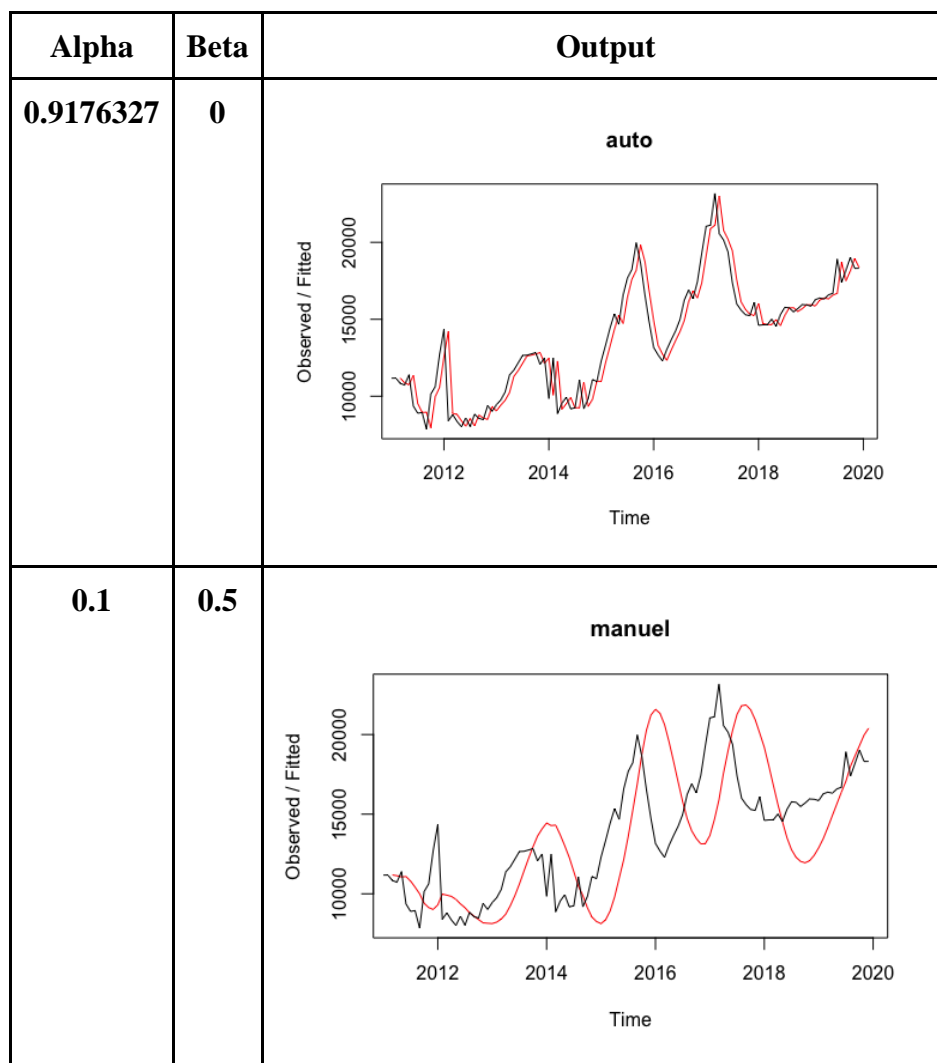 Alpha Beta Output
0.9176327 0
auto
Observed / Fitted
20000
15000
10000
2012 2014 2016 2018 2020
Time
0.1 0.5
manuel
Observed / Fitted
20000
15000
10000
2012 2014 2016 2018 2020
Time